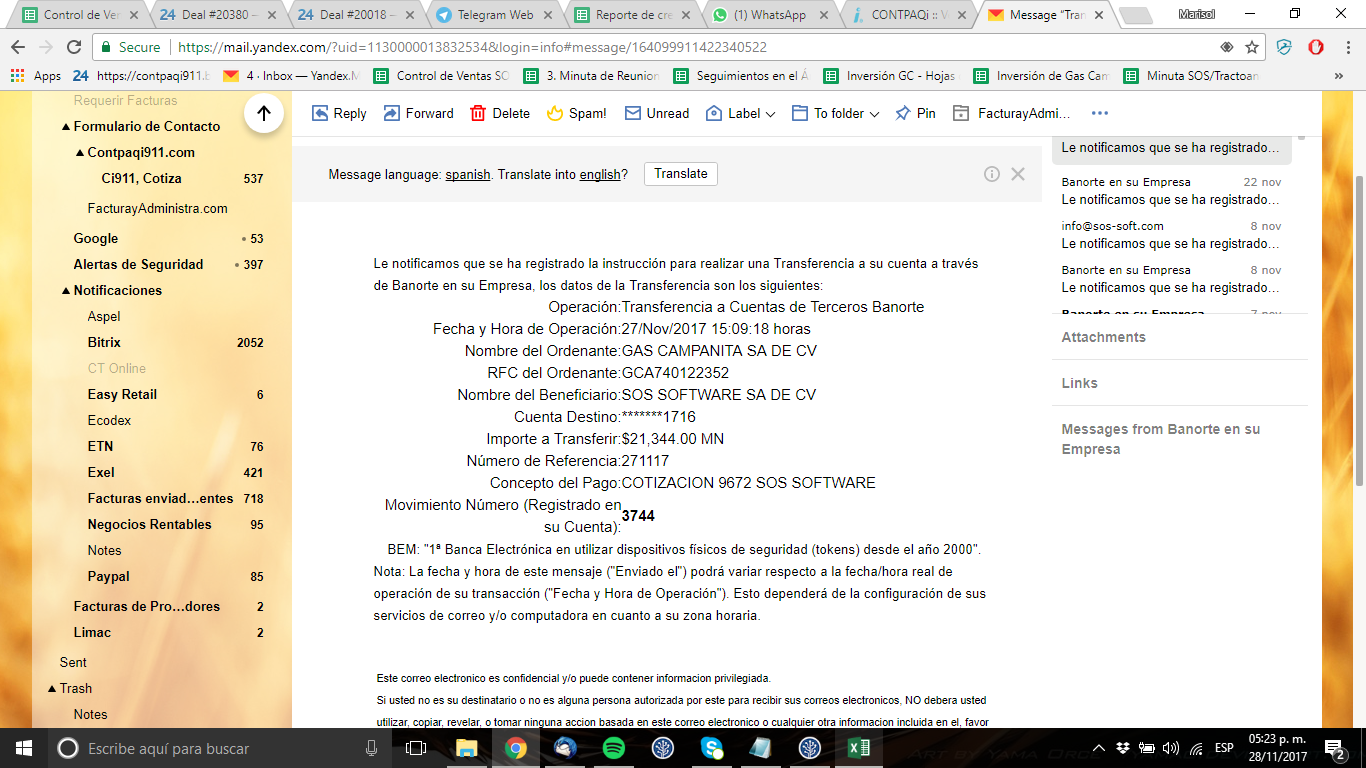 Control de Ven
Deal #20380 –
Deal #20018 –
Telegram Web
Reporte de cre
(1) WhatsApp
CONTPAQi :: V
Message "Tran
Marisol
Secure
https://mail.yandex.com/?uid=1130000013832534&login=info#message/164099911422340522
Apps
24 https://contpaqi911.b
4 · Inbox — Yandex.M
Control de Ventas SO
3. Minuta de Reunion
Seguimientos en el Á
Inversión GC - Hojas
Inversión de Gas Cam
Minuta SOS/Tractoan
»
Requerir Facturas
Formulario de Contacto
Contpaqi911.com
Ci911, Cotiza 537
FacturayAdministra.com
Google • 53
Alertas de Seguridad • 397
Notificaciones
Aspel
Bitrix 2052
CT Online
Easy Retail 6
Ecodex
ETN 76
Exel 421
Facturas enviad...entes 718
Negocios Rentables 95
Notes
Paypal 85
Facturas de Pro...dores 2
Limac 2
Sent
Trash
Notes
Reply
Forward
Delete
Spam!
Unread
Label
To folder
Pin
FacturayAdmi...
Message language: spanish. Translate into english?
Translate
Le notificamos que se ha registrado la instrucción para realizar una Transferencia a su cuenta a través
de Banorte en su Empresa, los datos de la Transferencia son los siguientes:
Operación:Transferencia a Cuentas de Terceros Banorte
Fecha y Hora de Operación:27/Nov/2017 15:09:18 horas
Nombre del Ordenante:GAS CAMPANITA SA DE CV
RFC del Ordenante:GCA740122352
Nombre del Beneficiario:SOS SOFTWARE SA DE CV
Cuenta Destino:*******1716
Importe a Transferir:$21,344.00 MN
Número de Referencia:271117
Concepto del Pago:COTIZACION 9672 SOS SOFTWARE
Movimiento Número (Registrado en
su Cuenta):
3744
BEM: "1ª Banca Electrónica en utilizar dispositivos físicos de seguridad (tokens) desde el año 2000".
Nota: La fecha y hora de este mensaje ("Enviado el") podrá variar respecto a la fecha/hora real de
operación de su transacción ("Fecha y Hora de Operación"). Esto dependerá de la configuración de sus
servicios de correo y/o computadora en cuanto a su zona horaria.
Este correo electronico es confidencial y/o puede contener informacion privilegiada.
Si usted no es su destinatario o no es alguna persona autorizada por este para recibir sus correos electronicos, NO debera usted
utilizar, copiar, revelar, o tomar ninguna accion basada en este correo electronico o cualquier otra informacion incluida en el, favor
Le notificamos que se ha registrado...
Banorte en su Empresa 22 nov
Le notificamos que se ha registrado...
info@sos-soft.com 8 nov
Le notificamos que se ha registrado...
Banorte en su Empresa 8 nov
Le notificamos que se ha registrado...
Banorte en su Empresa 7 nov
Attachments
Links
Messages from Banorte en su
Empresa
Escribe aquí para buscar
ESP
05:23 p. m.
28/11/2017
2